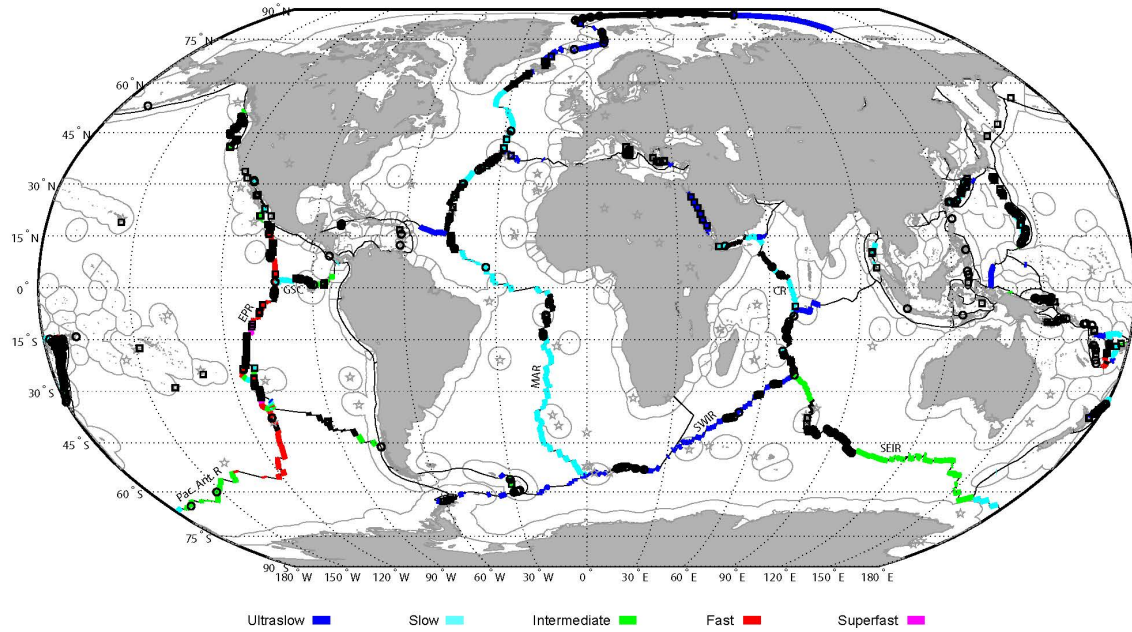 90°N
75°N
60°N
45°N
30°N
15°N
0°
15°S
30°S
45°S
60°S
75°S
90°S
GSC
EPR
MAR
CR
SWIR
SEIR
Pac. Ant. R
180°W 150°W 120°W 90°W 60°W 30°W 0° 30°E 60°E 90°E 120°E 150°E 180°E
Ultraslow Slow Intermediate Fast Superfast